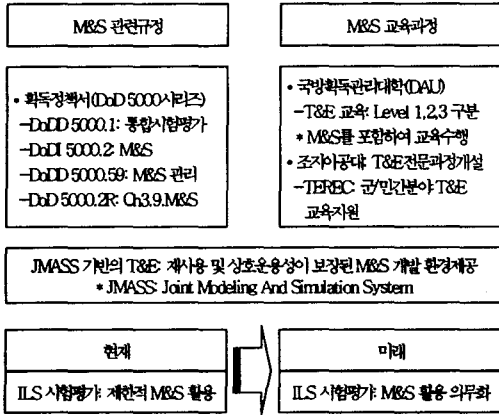 M&S 관련규정
M&S 교육과정
• 획득정책서(DoD 5000시리즈)
-DoDD 5000.1: 통합시험평가
-DoDI 5000.2: M&S
-DoDD 5000.59: M&S 관리
-DoD 5000.2R: Ch3.9.M&S
• 국방획득관리대학(DAU)
-T&E 교육: Level 1,2,3 구분
* M&S를 포함하여 교육수행
• 조지아공대: T&E전문과정개설
-TEREC: 군/민간분야 T&E
교육지원
JMASS 기반의 T&E: 재사용 및 상호운용성이 보장된 M&S 개발 환경제공
* JMASS: Joint Modeling And Simulation System
현재
ILS 시험평가: 제한적 M&S 활용
미래
ILS 시험평가: M&S 활용 의무화